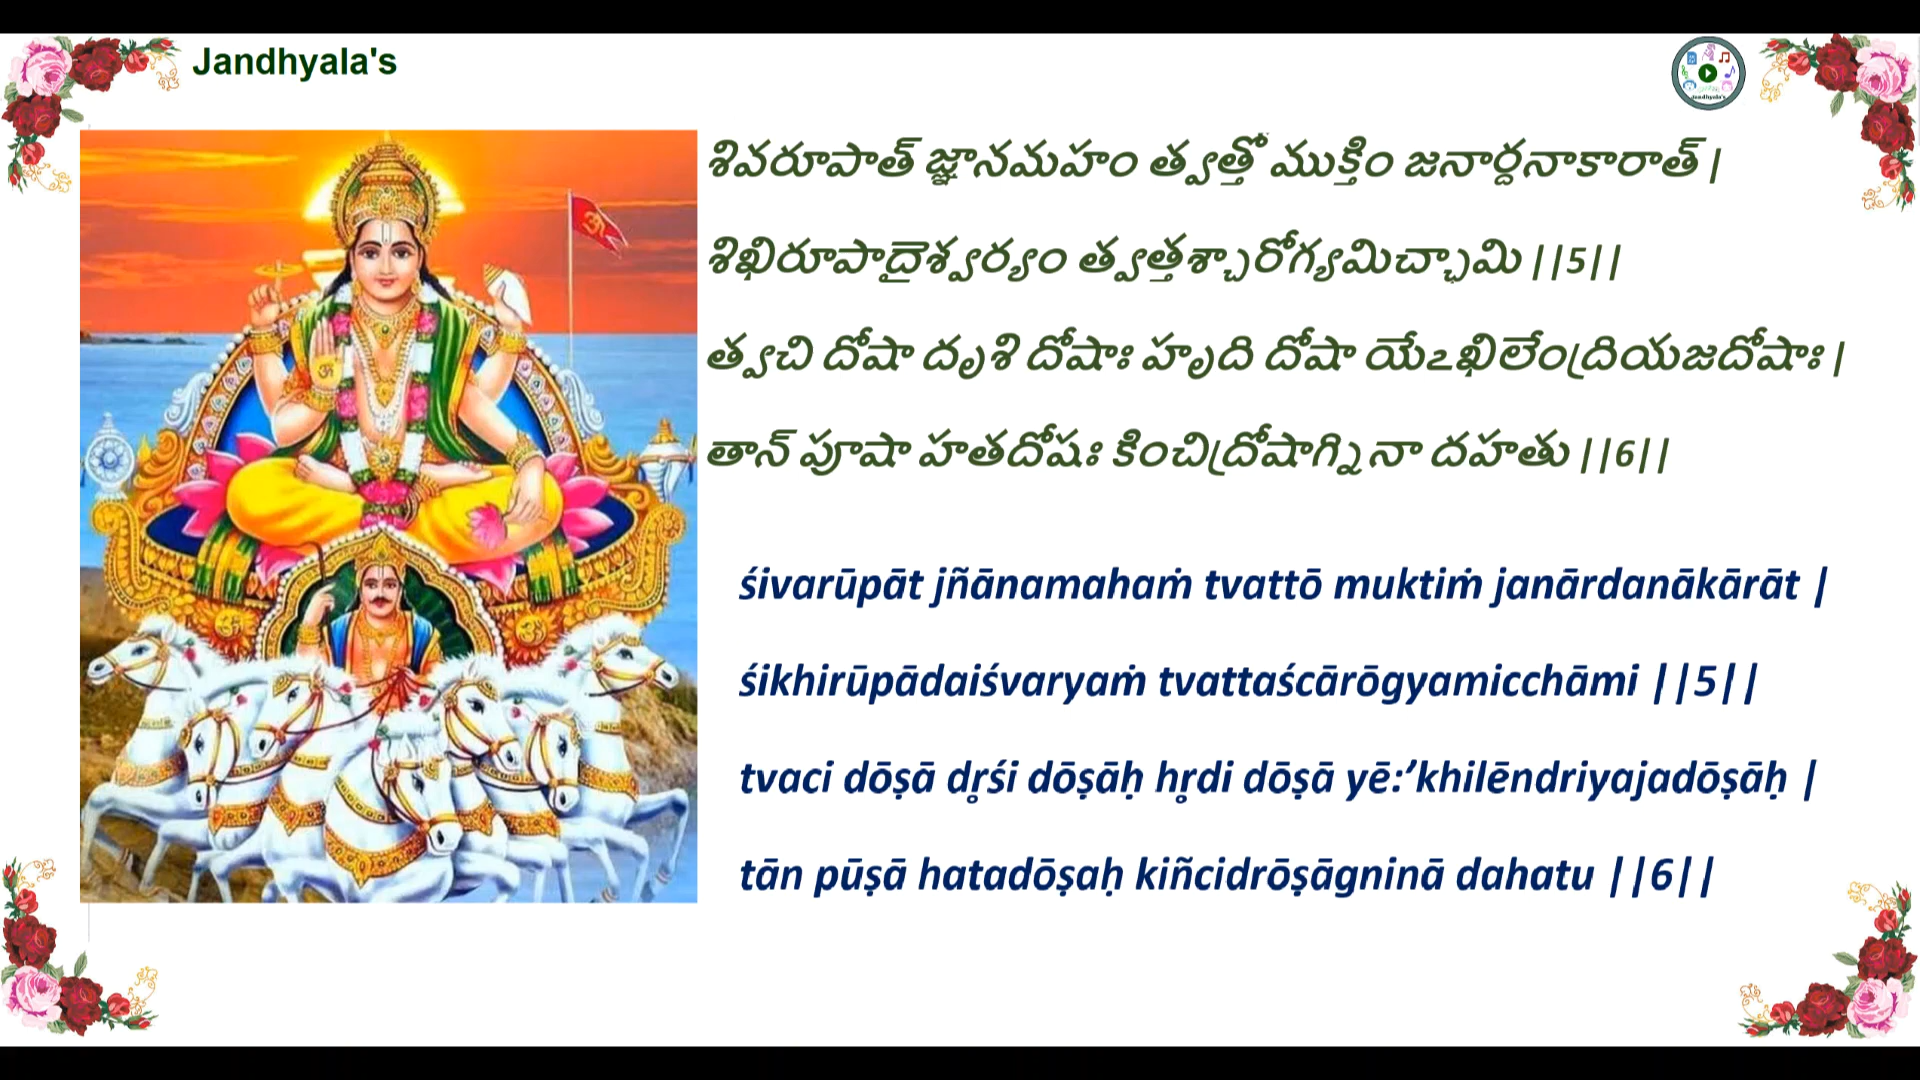 Jandhyala's
Jandhyala's
శివరూపాత్ జ్ఞానమహం త్వత్తో ముక్తిం జనార్దనాకారాత్ |
శిఖిరూపాదైశ్వర్యం త్వత్తశ్చారోగ్యమిచ్ఛామి ||5||
త్వచి దోషా దృశి దోషాః హృది దోషా యేఽఖిలేంద్రియజదోషాః |
తాన్ పూషా హతదోషః కించిద్రోషాగ్నినా దహతు ||6||
śivarūpāt jñānamahaṁ tvattō muktiṁ janārdanākārāt |
śikhirūpādaiśvaryaṁ tvattaścārōgyamicchāmi ||5||
tvaci dōṣā dr̥śi dōṣāḥ hr̥di dōṣā yē:’khilēndriyajadōṣāḥ |
tān pūṣā hatadōṣaḥ kiñcidrōṣāgninā dahatu ||6||